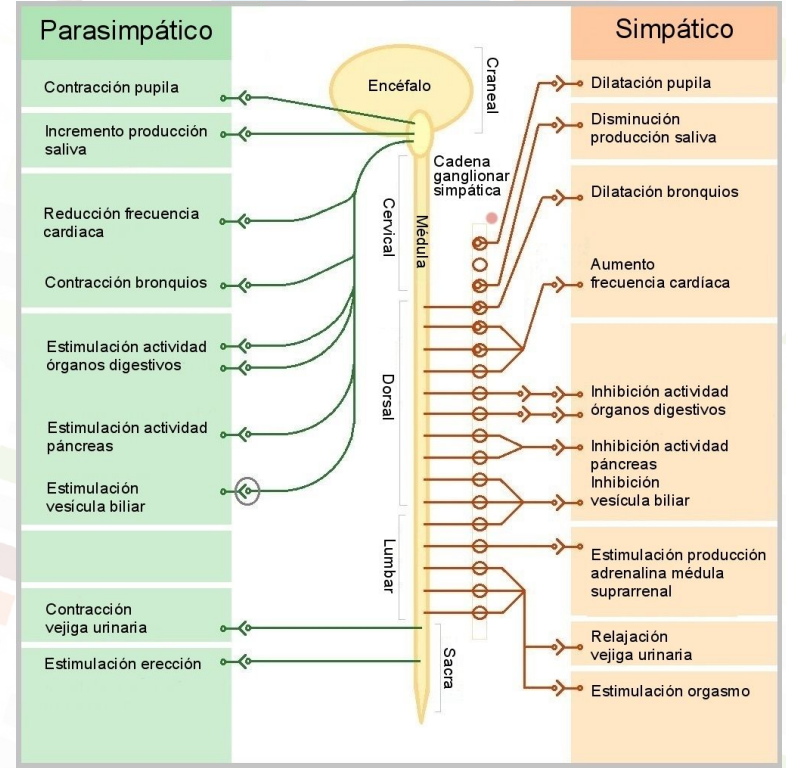 Parasimpático
Contracción pupila
Incremento producción
saliva
Reducción frecuencia
cardiaca
Contracción bronquios
Estimulación actividad
órganos digestivos
Estimulación actividad
páncreas
Estimulación
vesícula biliar
Contracción
vejiga urinaria
Estimulación erección
Encéfalo
Craneal
Cadena
ganglionar
simpática
Cervical
Médula
Dorsal
Lumbar
Sacra
Simpático
Dilatación pupila
Disminución
producción saliva
Dilatación bronquios
Aumento
frecuencia cardíaca
Inhibición actividad
órganos digestivos
Inhibición actividad
páncreas
Inhibición
vesícula biliar
Estimulación producción
adrenalina médula
suprarrenal
Relajación
vejiga urinaria
Estimulación orgasmo